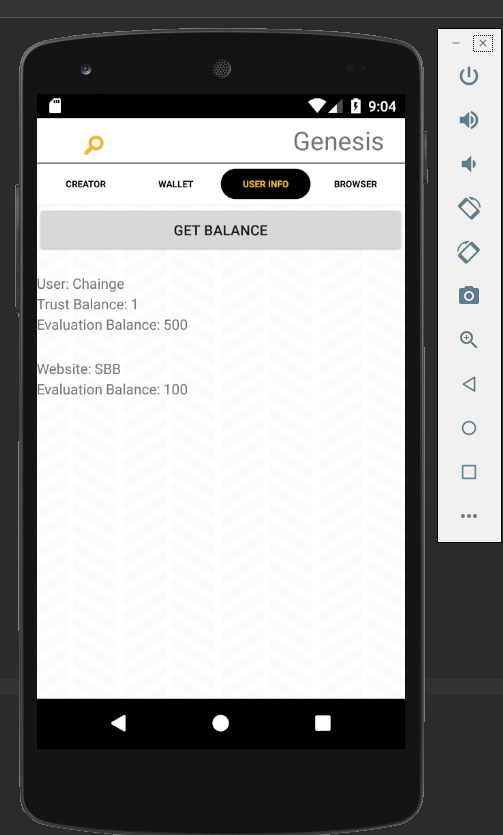 9:04
Genesis
CREATOR WALLET USER INFO BROWSER
GET BALANCE
User: Chainge
Trust Balance: 1
Evaluation Balance: 500
Website: SBB
Evaluation Balance: 100